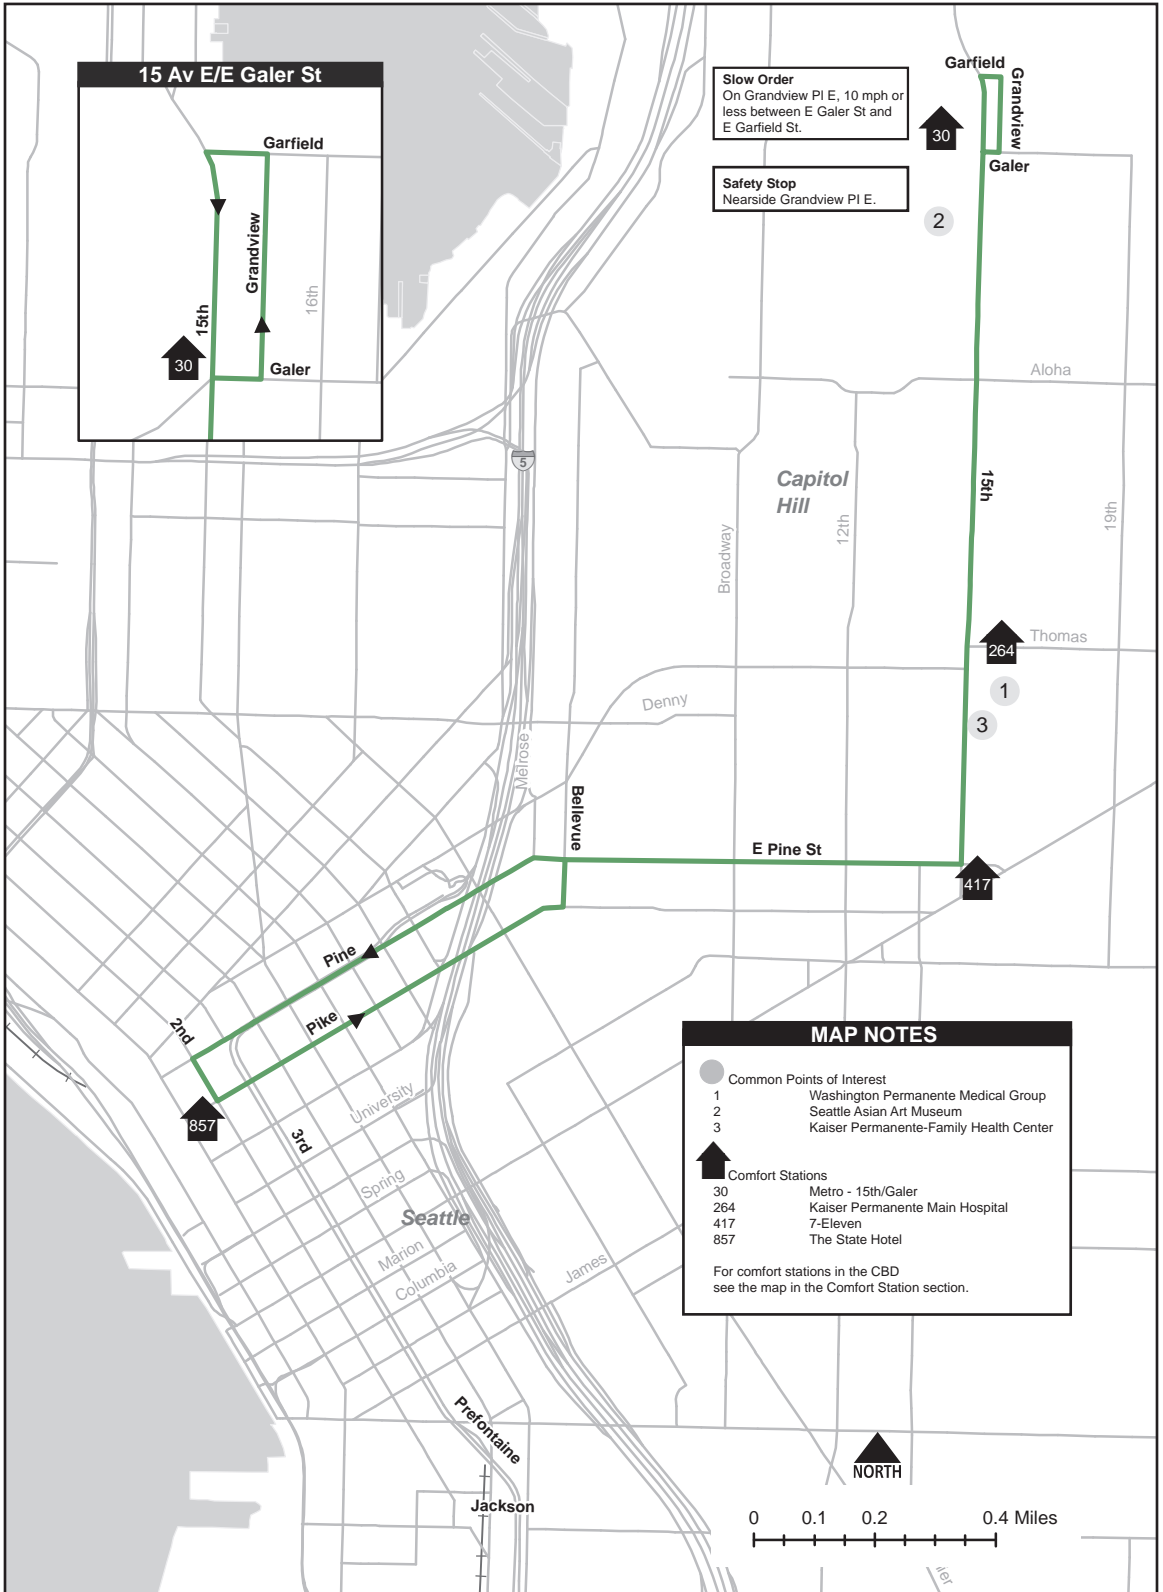 15 Av E/E Galer St
Garfield
Grandview
15th
16th
30
Galer
Slow Order
On Grandview Pl E, 10 mph or
less between E Galer St and
E Garfield St.
Safety Stop
Nearside Grandview Pl E.
Garfield
Grandview
30
Galer
2
Aloha
5
Capitol
Hill
15th
Broadway
12th
19th
264
Thomas
1
Denny
3
Melrose
Bellevue
E Pine St
417
Pine
2nd
Pike
857
University
3rd
Spring
Seattle
Marion
Columbia
James
Prefontaine
Jackson
MAP NOTES
Common Points of Interest
1 Washington Permanente Medical Group
2 Seattle Asian Art Museum
3 Kaiser Permanente-Family Health Center
Comfort Stations
30 Metro - 15th/Galer
264 Kaiser Permanente Main Hospital
417 7-Eleven
857 The State Hotel
For comfort stations in the CBD
see the map in the Comfort Station section.
NORTH
0 0.1 0.2 0.4 Miles